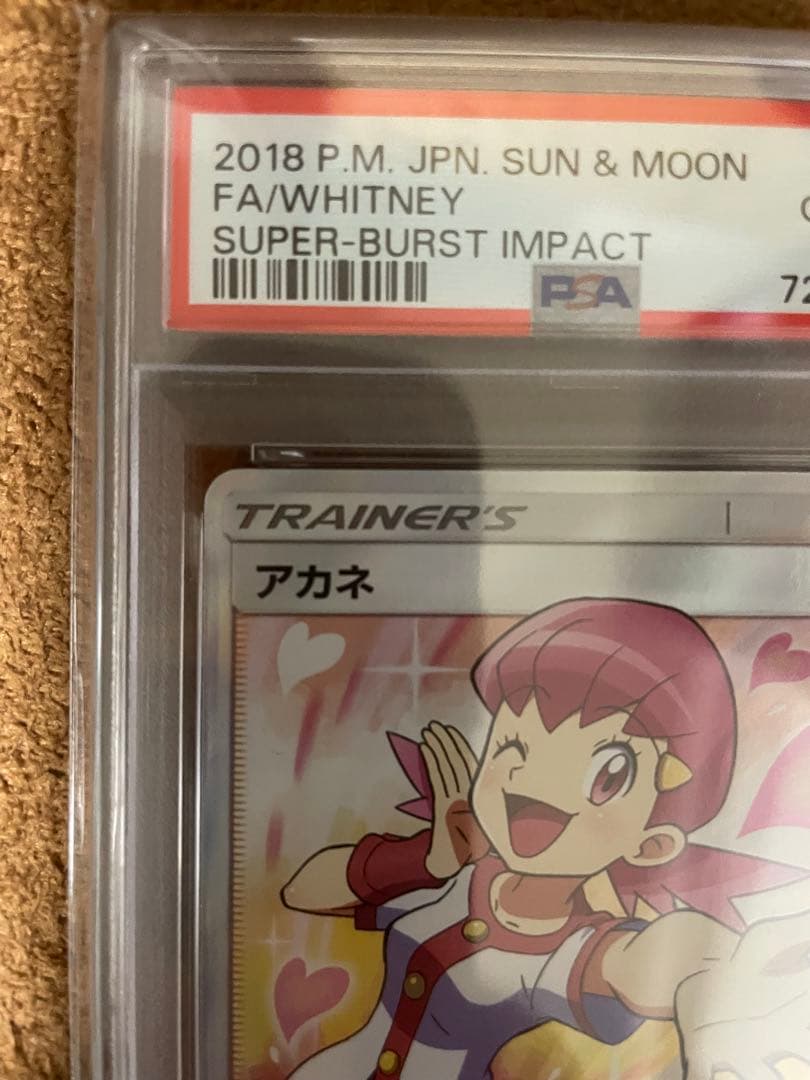 2018 P.M. JPN. SUN & MOON
FA/WHITNEY
SUPER-BURST IMPACT
PSA
TRAINER'S
アカネ